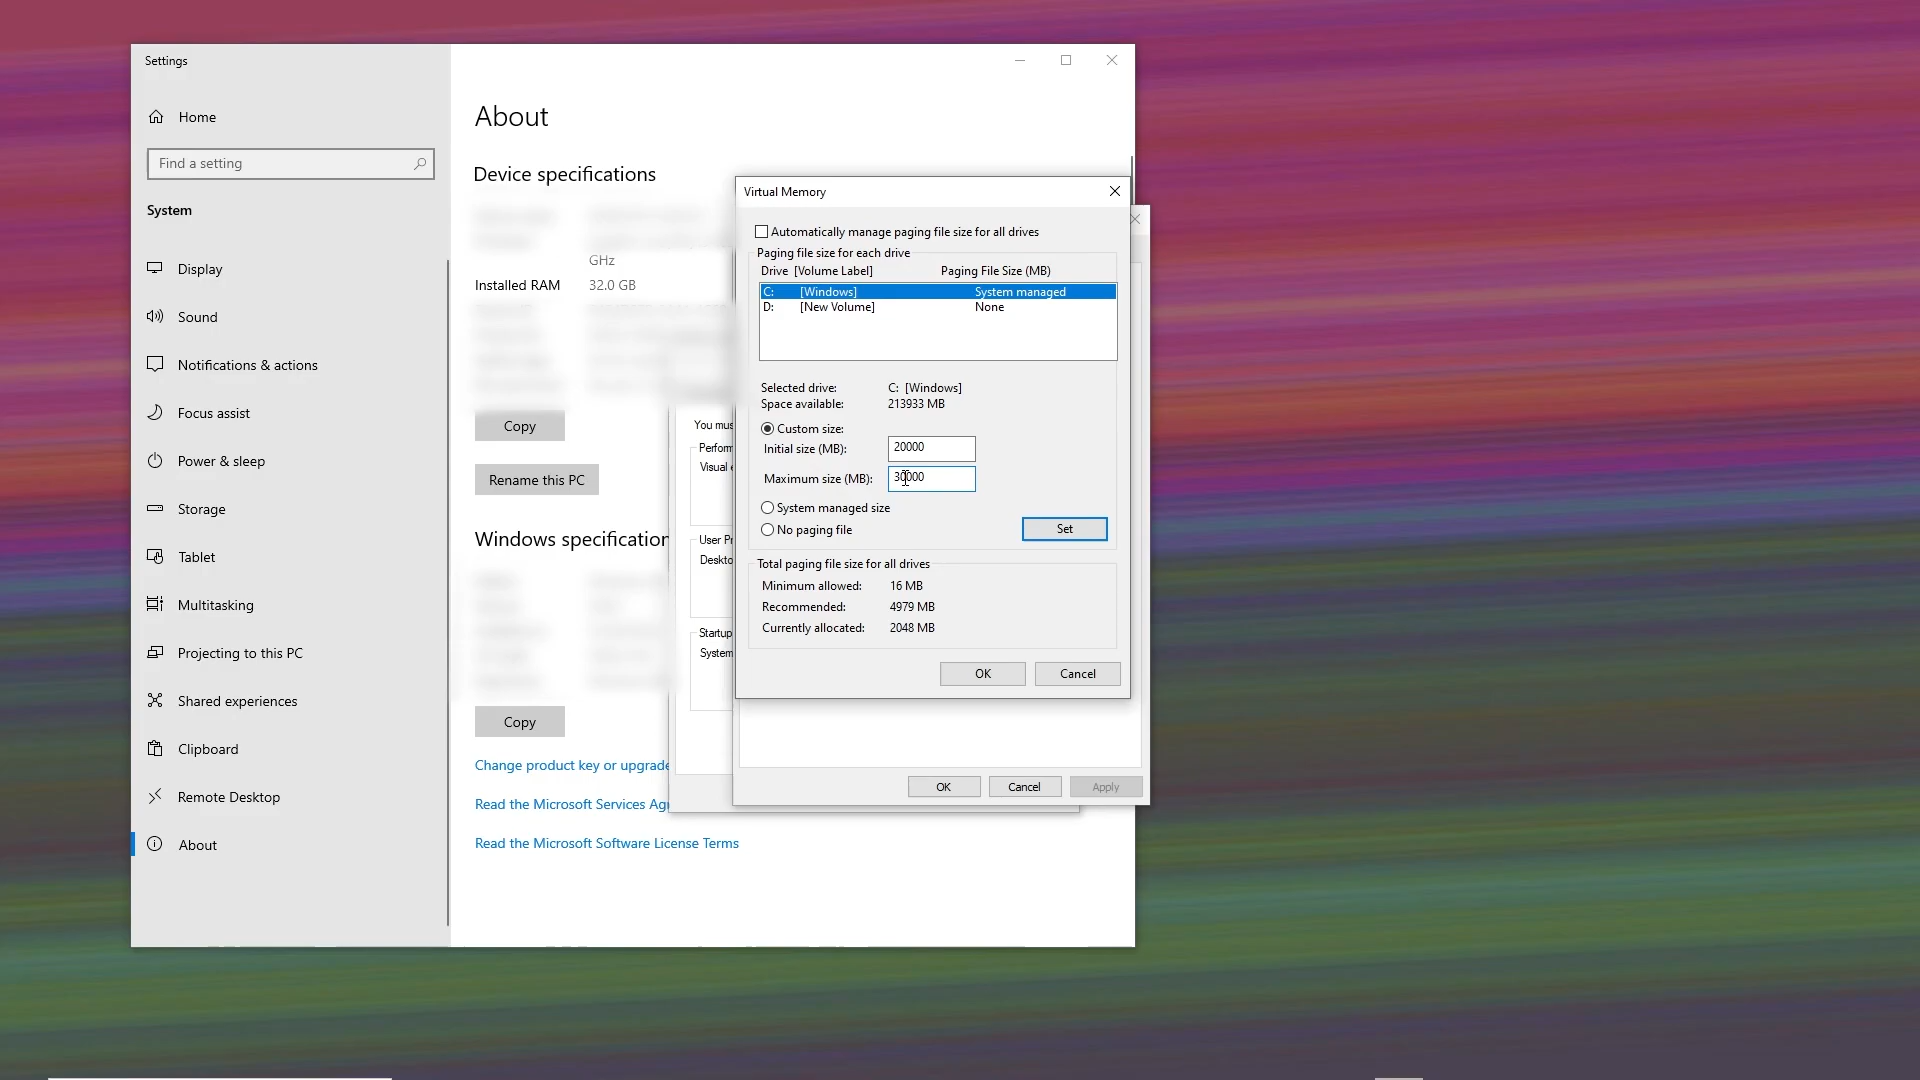 Settings
Home
Find a setting
System
Display
Sound
Notifications & actions
Focus assist
Power & sleep
Storage
Tablet
Multitasking
Projecting to this PC
Shared experiences
Clipboard
Remote Desktop
About
About
Device specifications
GHz
Installed RAM 32.0 GB
Copy
Rename this PC
Windows specification
Copy
Change product key or upgrade
Read the Microsoft Services Ag
Read the Microsoft Software License Terms
You mus
Perform
Visual e
User Pr
Deskto
Startup
System
Virtual Memory
Automatically manage paging file size for all drives
Paging file size for each drive
Drive [Volume Label] Paging File Size (MB)
C: [Windows] System managed
D: [New Volume] None
Selected drive: C: [Windows]
Space available: 213933 MB
Custom size:
Initial size (MB): 20000
Maximum size (MB): 30000
System managed size
No paging file
Set
Total paging file size for all drives
Minimum allowed: 16 MB
Recommended: 4979 MB
Currently allocated: 2048 MB
OK Cancel
OK Cancel Apply